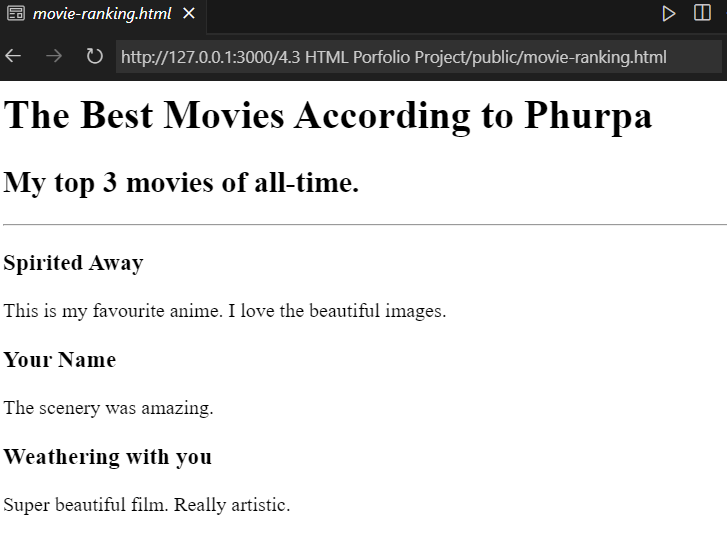 movie-ranking.html
http://127.0.0.1:3000/4.3 HTML Porfolio Project/public/movie-ranking.html
The Best Movies According to Phurpa
My top 3 movies of all-time.
Spirited Away
This is my favourite anime. I love the beautiful images.
Your Name
The scenery was amazing.
Weathering with you
Super beautiful film. Really artistic.